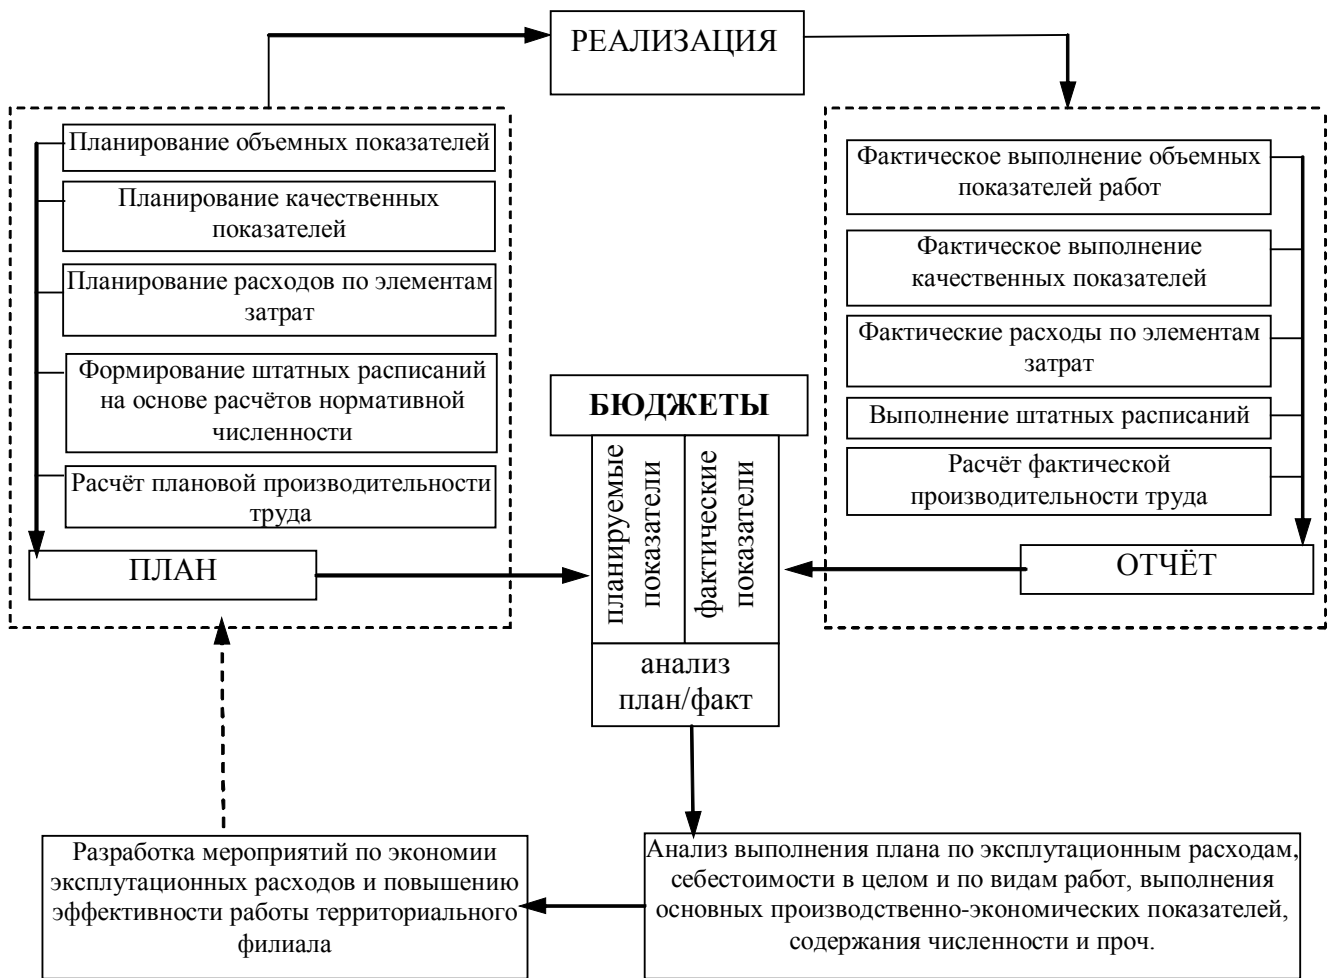 РЕАЛИЗАЦИЯ
Планирование объемных показателей
Планирование качественных
показателей
Планирование расходов по элементам
затрат
Формирование штатных расписаний
на основе расчётов нормативной
численности
Расчёт плановой производительности
труда
ПЛАН
БЮДЖЕТЫ
планируемые
показатели
фактические
показатели
анализ
план/факт
Фактическое выполнение объемных
показателей работ
Фактическое выполнение
качественных показателей
Фактические расходы по элементам
затрат
Выполнение штатных расписаний
Расчёт фактической
производительности труда
ОТЧЁТ
Разработка мероприятий по экономии
эксплутационных расходов и повышению
эффективности работы территориального
филиала
Анализ выполнения плана по эксплутационным расходам,
себестоимости в целом и по видам работ, выполнения
основных производственно-экономических показателей,
содержания численности и проч.